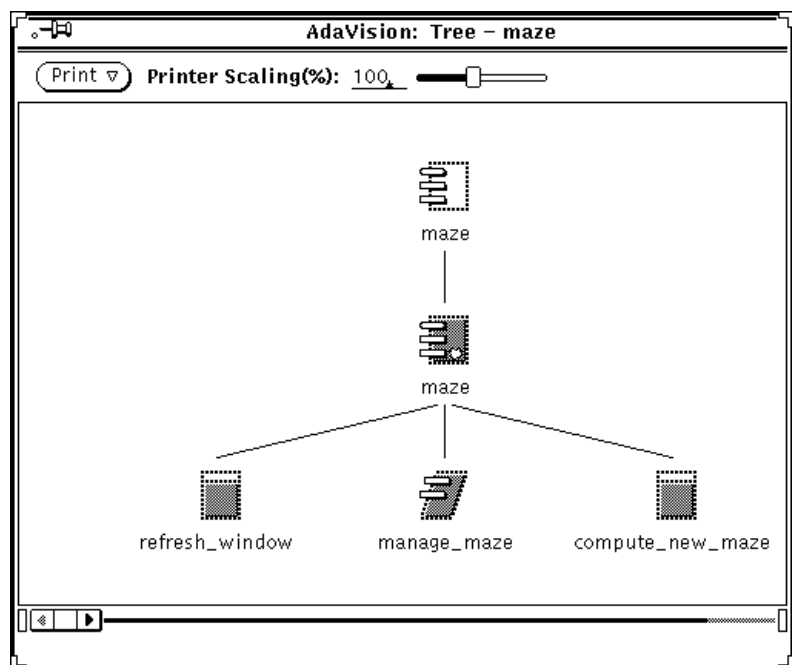 AdaVision: Tree – maze
Print Printer Scaling(%): 100
maze
maze
refresh_window manage_maze compute_new_maze